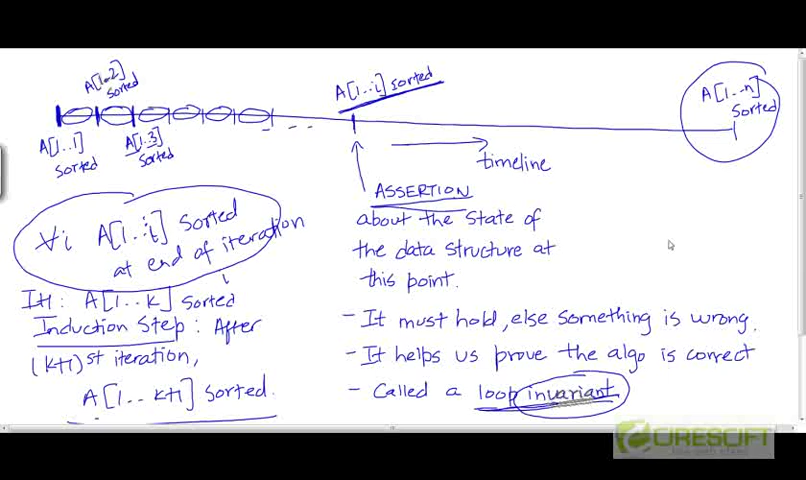 A[1..2]
sorted
A[1..i] sorted
A[1..n]
sorted
A[1..1]
sorted
A[1..3]
sorted
timeline
ASSERTION
about the state of
the data structure at
this point.
∀i A[1..i] sorted
at end of iteration
i
IH: A[1..k] sorted
Induction Step: After
(k+1)st iteration,
A[1..k+1] sorted.
- It must hold, else something is wrong.
- It helps us prove the algo is correct
- Called a loop invariant